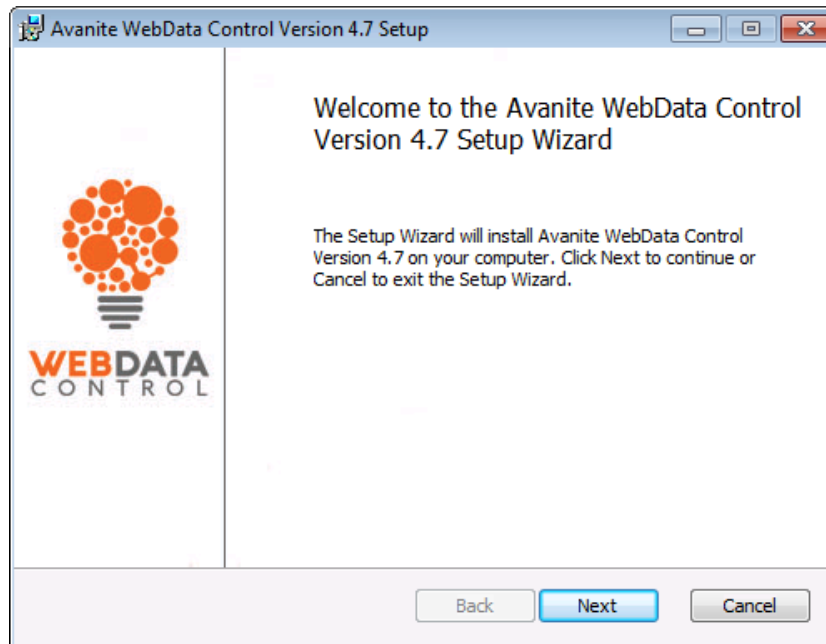 Avanite WebData Control Version 4.7 Setup
Welcome to the Avanite WebData Control
Version 4.7 Setup Wizard
The Setup Wizard will install Avanite WebData Control
Version 4.7 on your computer. Click Next to continue or
Cancel to exit the Setup Wizard.
WEBDATA
CONTROL
Back
Next
Cancel